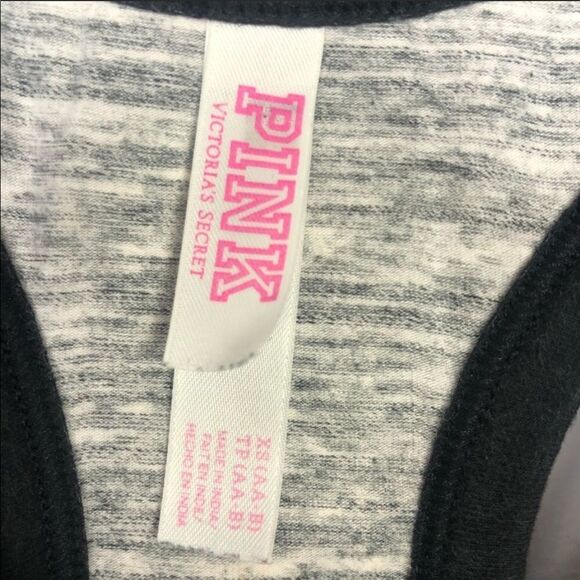 PINK
VICTORIA'S SECRET
XS (AA-B)
TP (AA-B)
MADE IN INDIA/
FAIT EN INDE/
HECHO EN INDIA